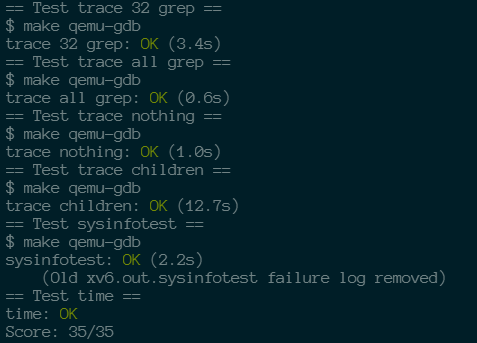 == Test trace 32 grep ==
$ make qemu-gdb
trace 32 grep: OK (3.4s)
== Test trace all grep ==
$ make qemu-gdb
trace all grep: OK (0.6s)
== Test trace nothing ==
$ make qemu-gdb
trace nothing: OK (1.0s)
== Test trace children ==
$ make qemu-gdb
trace children: OK (12.7s)
== Test sysinfotest ==
$ make qemu-gdb
sysinfotest: OK (2.2s)
    (Old xv6.out.sysinfotest failure log removed)
== Test time ==
time: OK
Score: 35/35